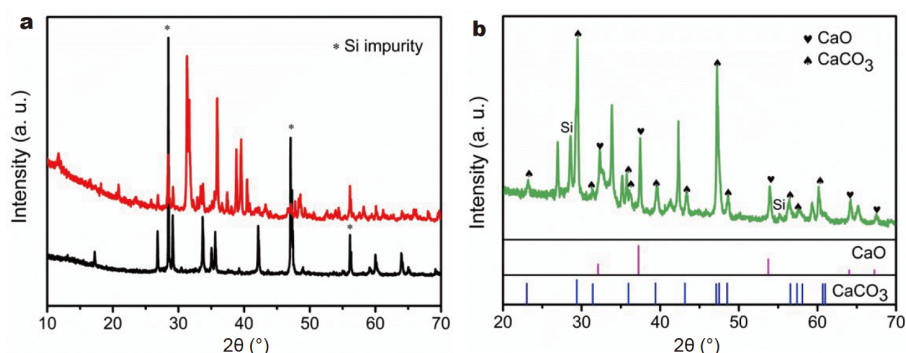 a
* Si impurity
Intensity (a. u.)
10 20 30 40 50 60 70
2θ (°)
b
♥ CaO
♠ CaCO₃
Si
Si
Intensity (a. u.)
CaO
CaCO₃
20 30 40 50 60 70
2θ (°)